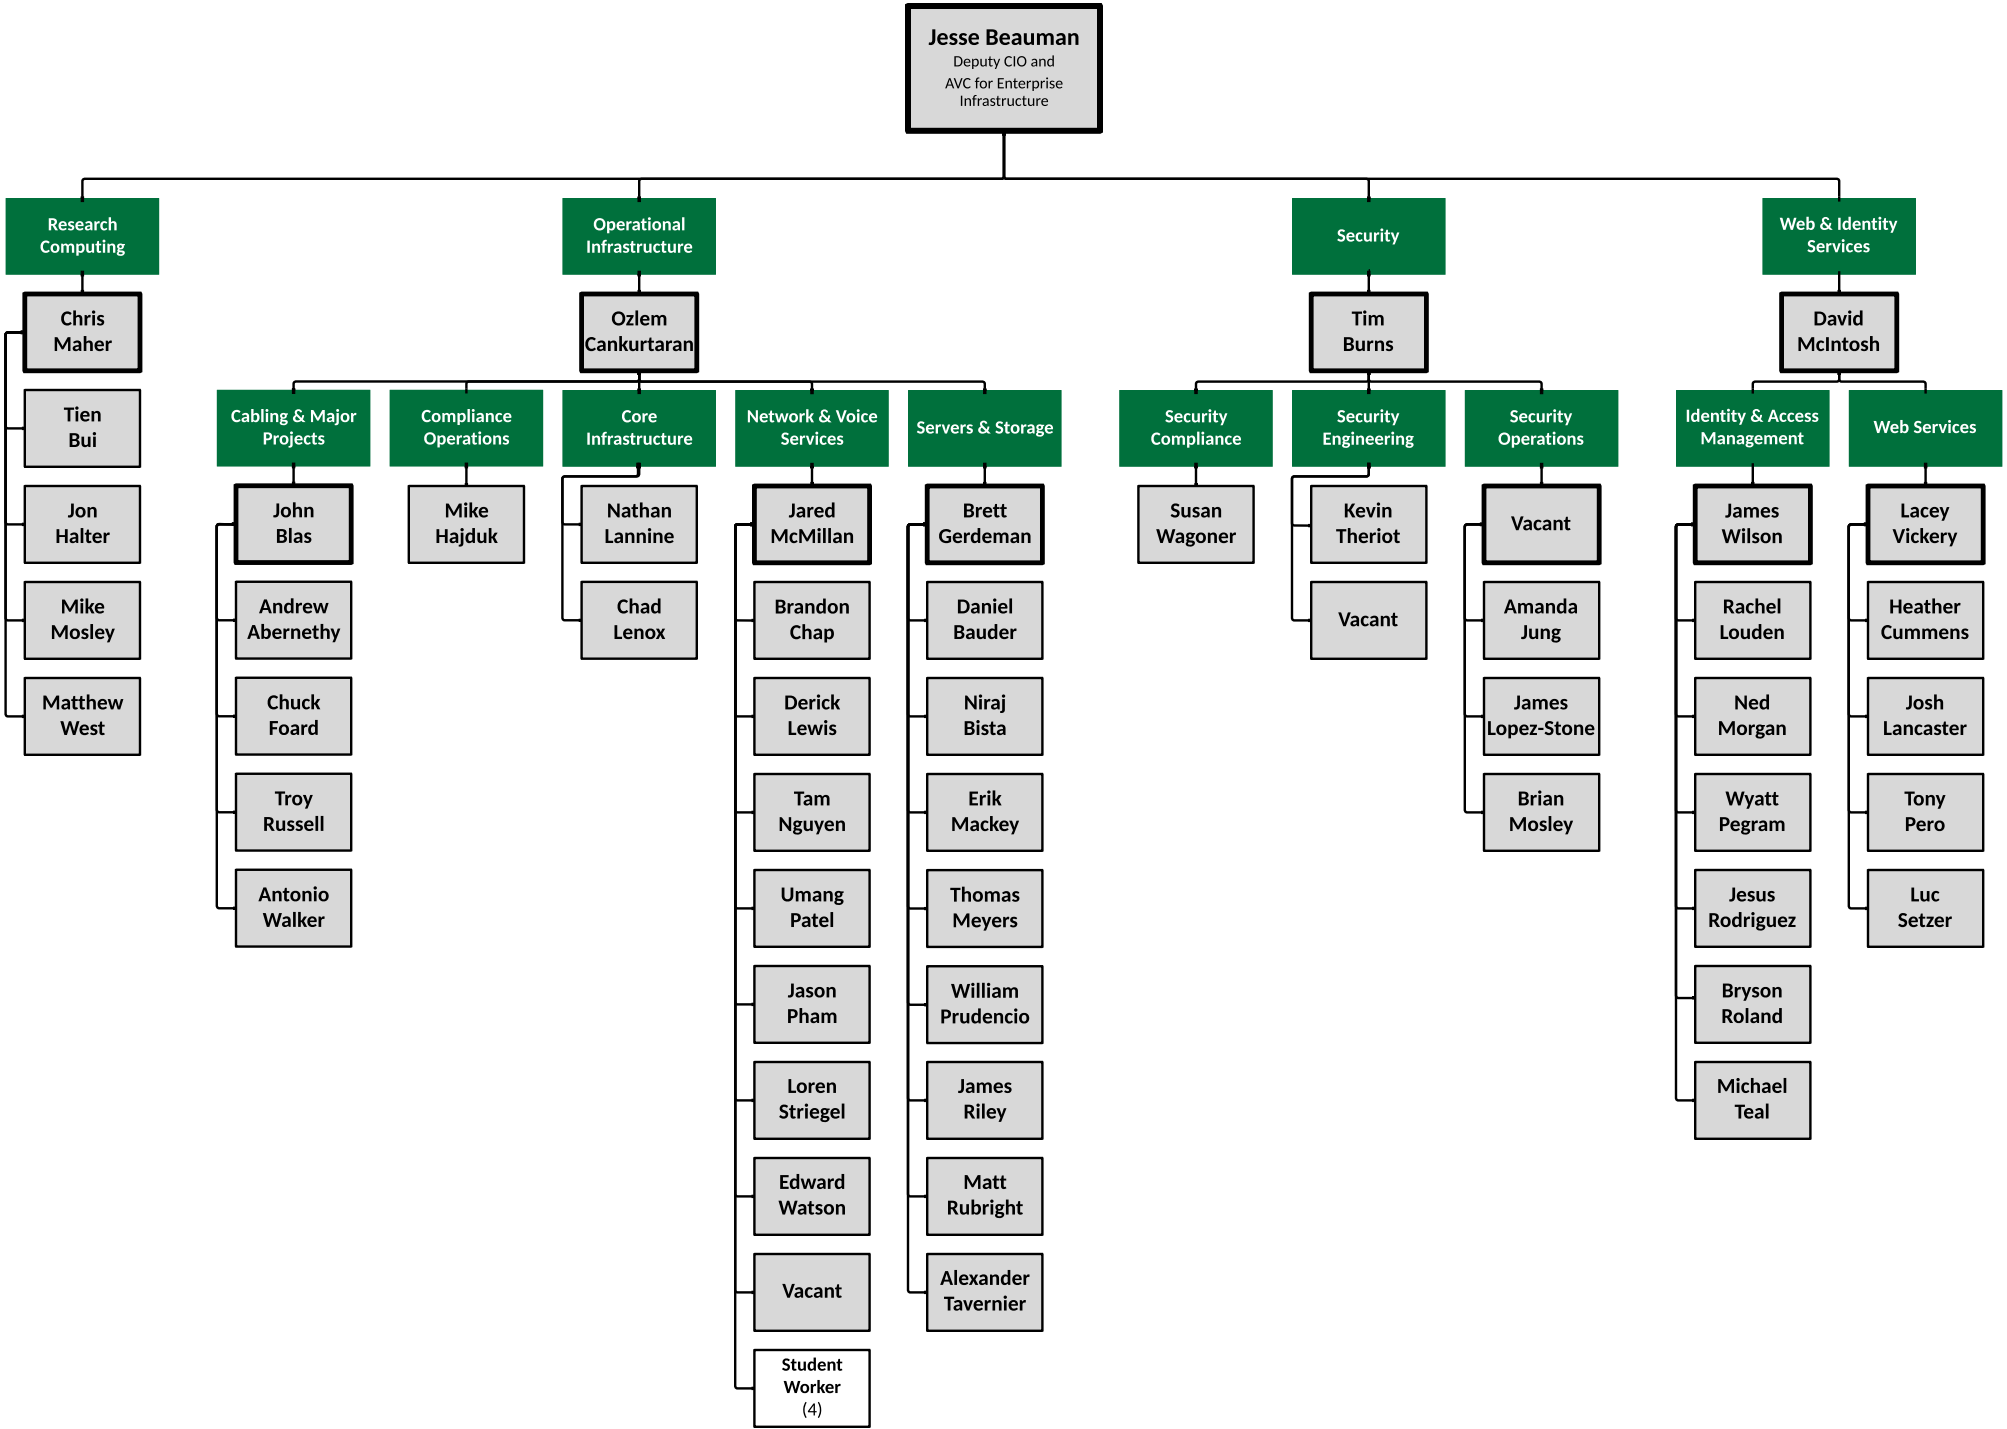 Jesse Beauman
Deputy CIO and
AVC for Enterprise
Infrastructure
Research
Computing
Chris
Maher
Tien
Bui
Jon
Halter
Mike
Mosley
Matthew
West
Operational
Infrastructure
Ozlem
Cankurtaran
Cabling & Major
Projects
John
Blas
Andrew
Abernethy
Chuck
Foard
Troy
Russell
Antonio
Walker
Compliance
Operations
Mike
Hajduk
Core
Infrastructure
Nathan
Lannine
Chad
Lenox
Network & Voice
Services
Jared
McMillan
Brandon
Chap
Derick
Lewis
Tam
Nguyen
Umang
Patel
Jason
Pham
Loren
Striegel
Edward
Watson
Vacant
Student
Worker
(4)
Servers & Storage
Brett
Gerdeman
Daniel
Bauder
Niraj
Bista
Erik
Mackey
Thomas
Meyers
William
Prudencio
James
Riley
Matt
Rubright
Alexander
Tavernier
Security
Tim
Burns
Security
Compliance
Susan
Wagoner
Security
Engineering
Kevin
Theriot
Vacant
Security
Operations
Vacant
Amanda
Jung
James
Lopez-Stone
Brian
Mosley
Web & Identity
Services
David
McIntosh
Identity & Access
Management
James
Wilson
Rachel
Louden
Ned
Morgan
Wyatt
Pegram
Jesus
Rodriguez
Bryson
Roland
Michael
Teal
Web Services
Lacey
Vickery
Heather
Cummens
Josh
Lancaster
Tony
Pero
Luc
Setzer